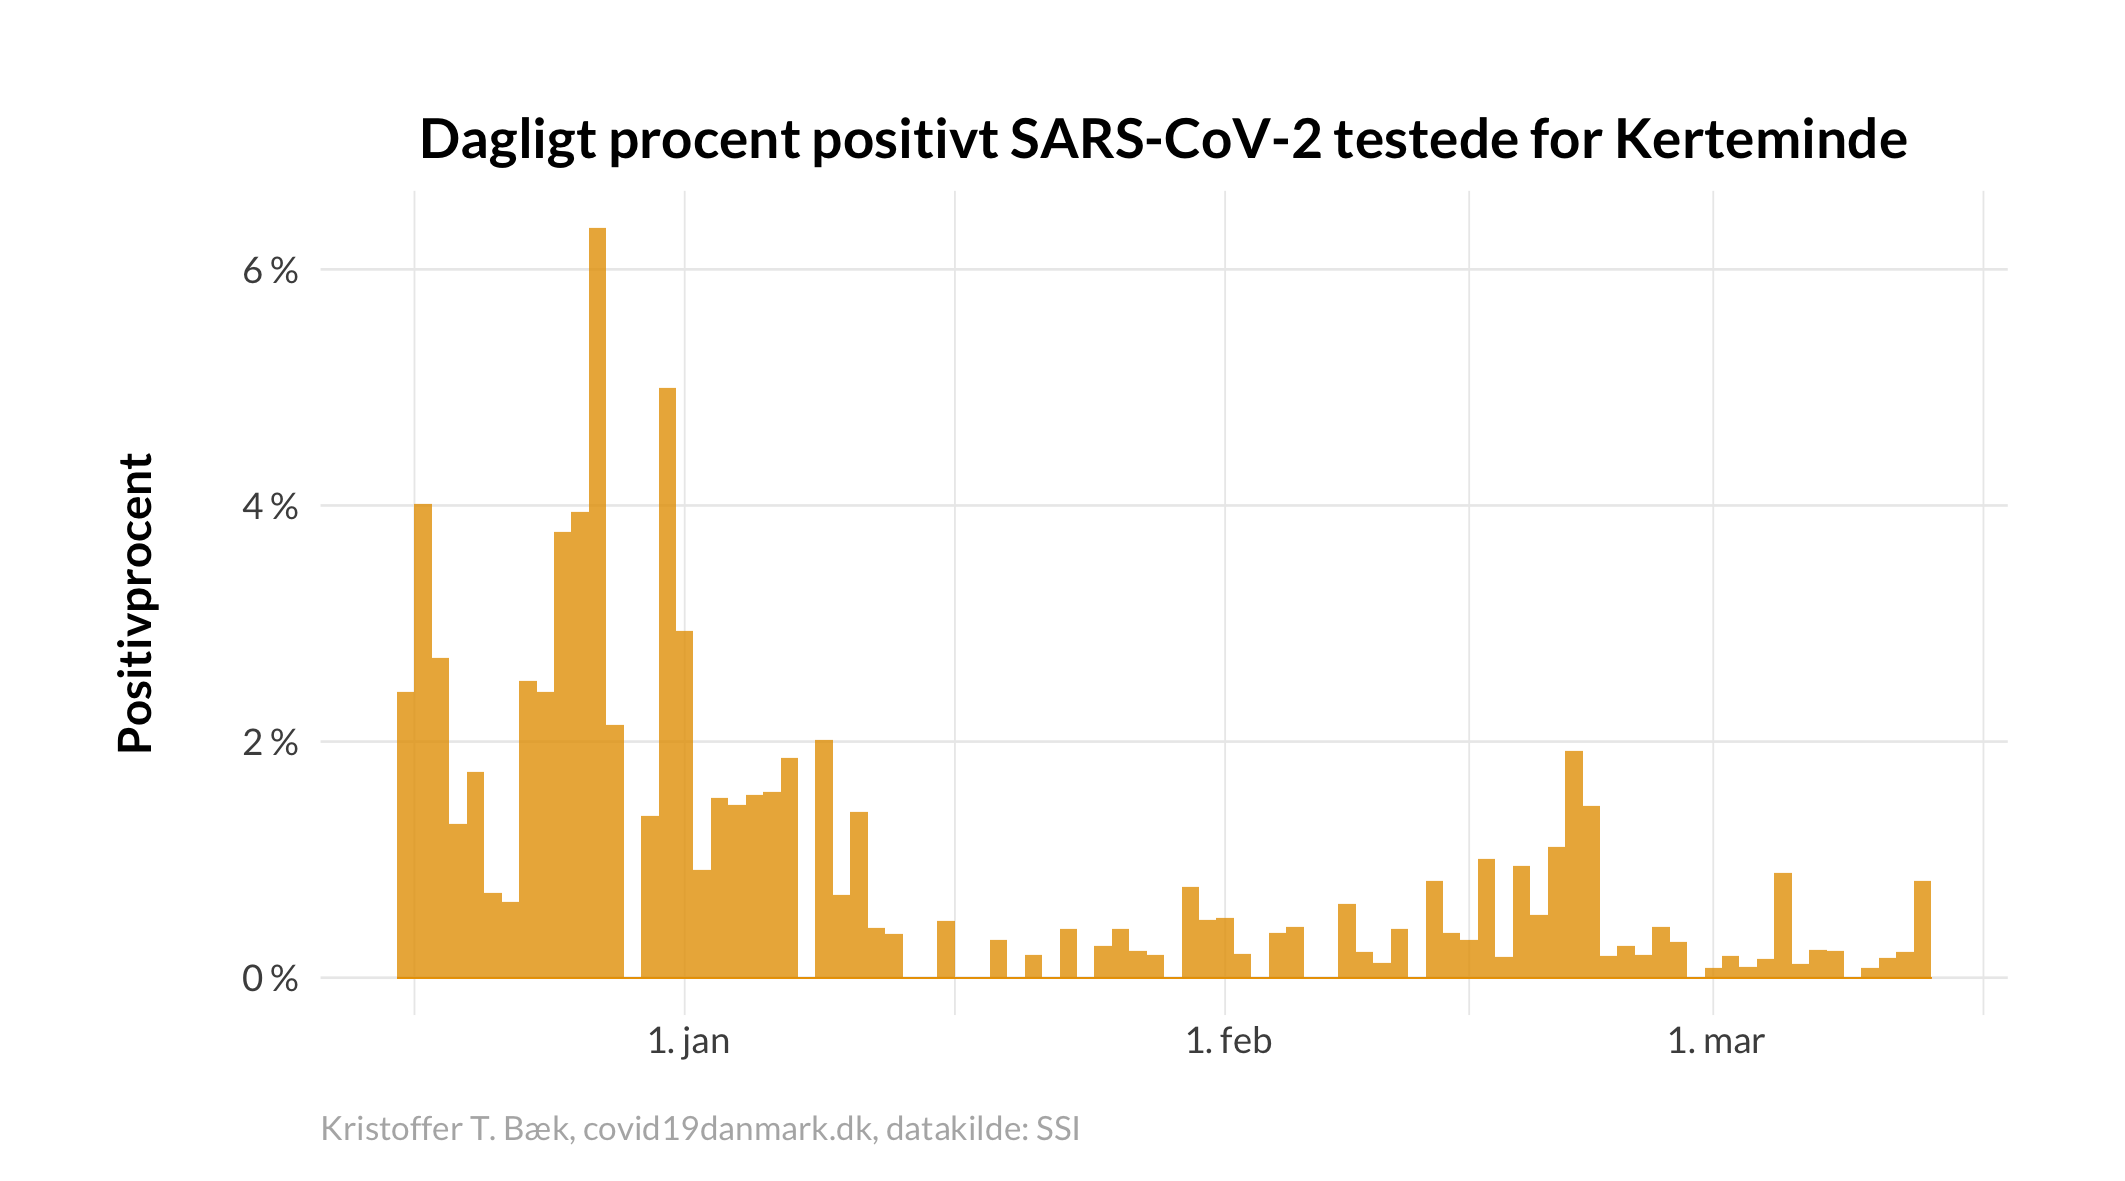 Dagligt procent positivt SARS-CoV-2 testede for Kerteminde
Positivprocent
6 %
4 %
2 %
0 %
1. jan
1. feb
1. mar
Kristoffer T. Bæk, covid19danmark.dk, datakilde: SSI